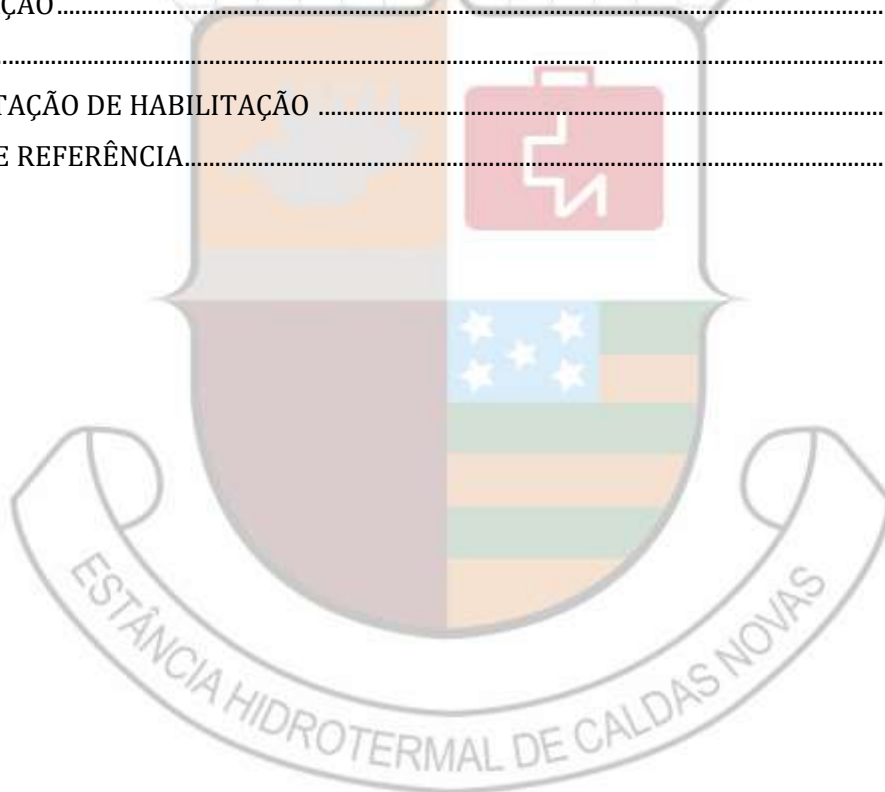 ÇÃO
TAÇÃO DE HABILITAÇÃO
E REFERÊNCIA
ESTÂNCIA HIDROTERMAL DE CALDAS NOVAS